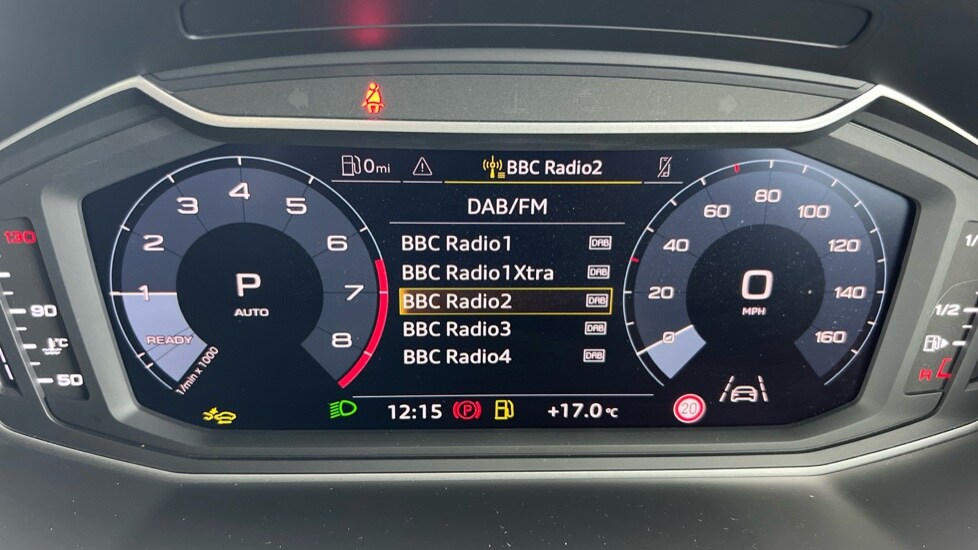 0mi
BBC Radio2
DAB/FM
BBC Radio1 DAB
BBC Radio1Xtra DAB
BBC Radio2 DAB
BBC Radio3 DAB
BBC Radio4 DAB
1 2 3 4 5 6 7 8
P
AUTO
READY
1/min x 1000
0 20 40 60 80 100 120 140 160
0
MPH
12:15 P +17.0 °C
20
130
90
°C
50
1/2
R